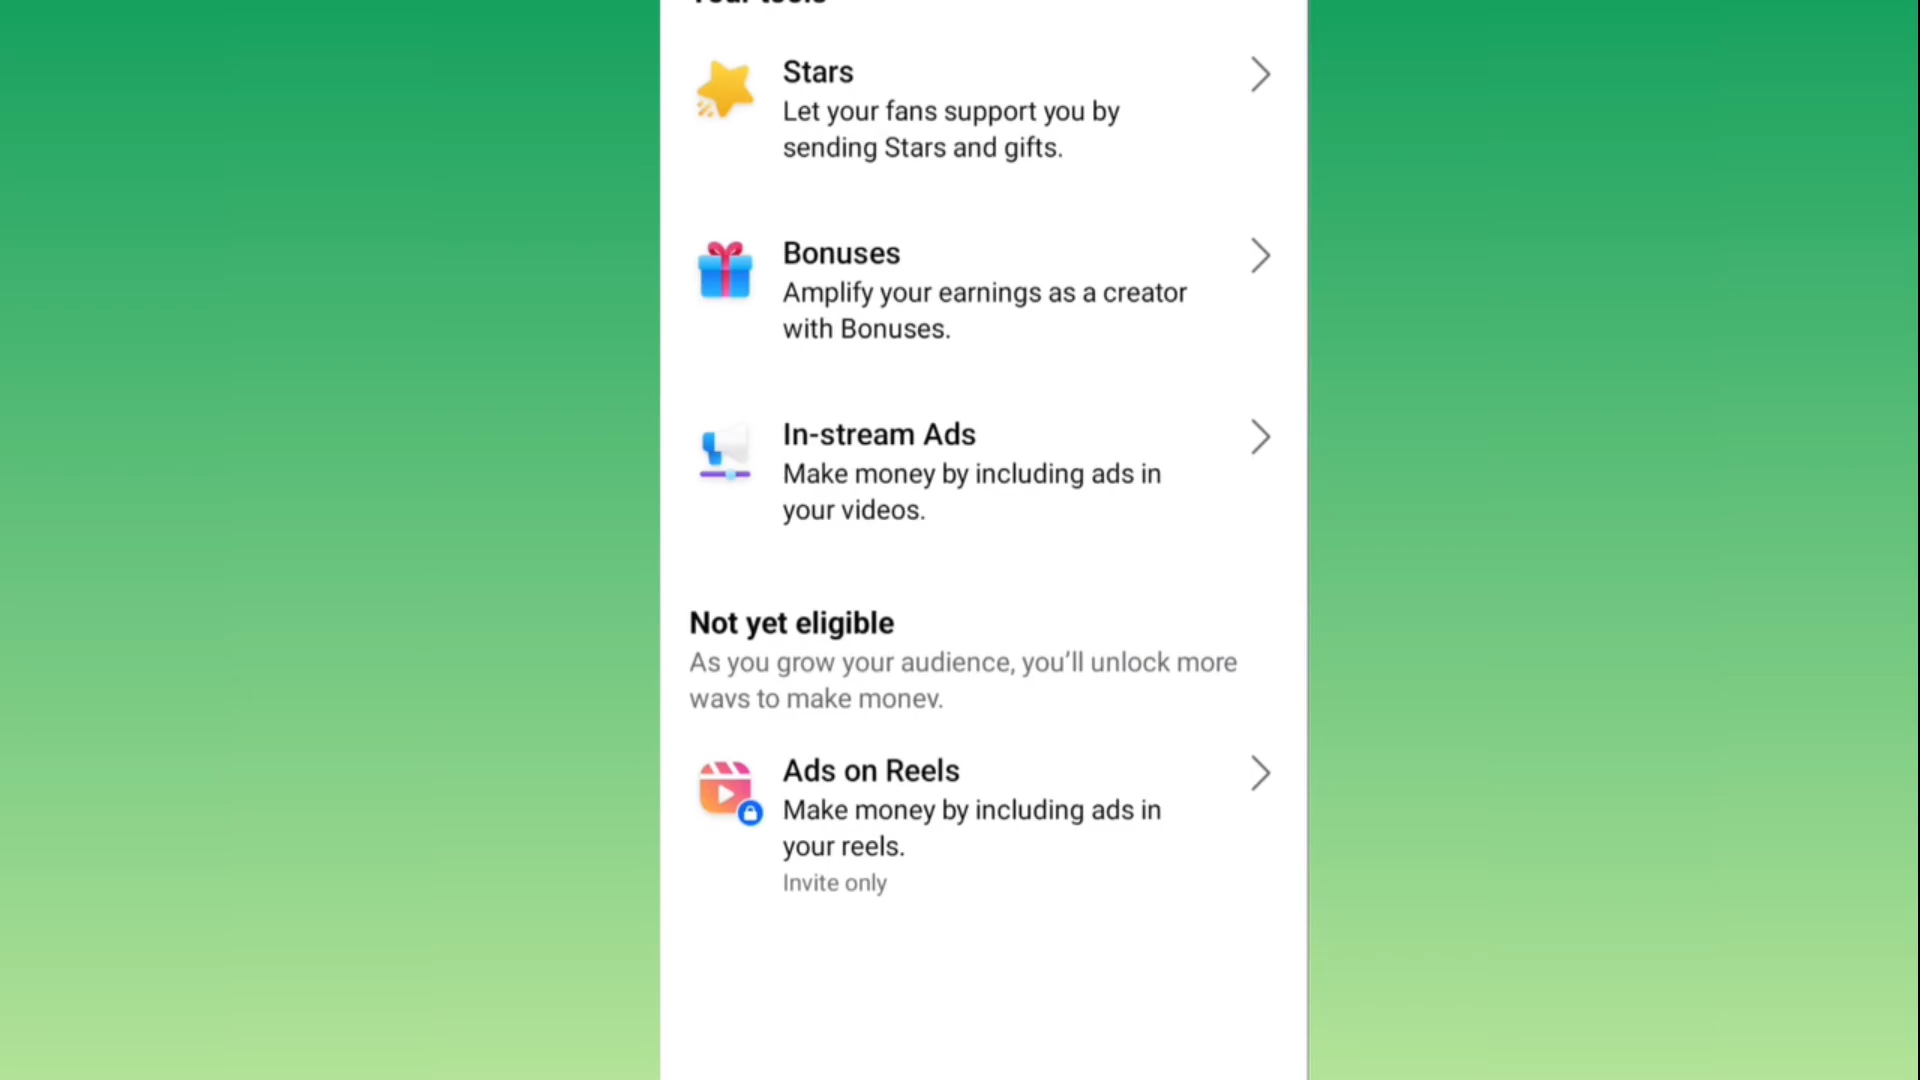 Your tools
Stars
Let your fans support you by
sending Stars and gifts.
Bonuses
Amplify your earnings as a creator
with Bonuses.
In-stream Ads
Make money by including ads in
your videos.
Not yet eligible
As you grow your audience, you’ll unlock more
ways to make money.
Ads on Reels
Make money by including ads in
your reels.
Invite only